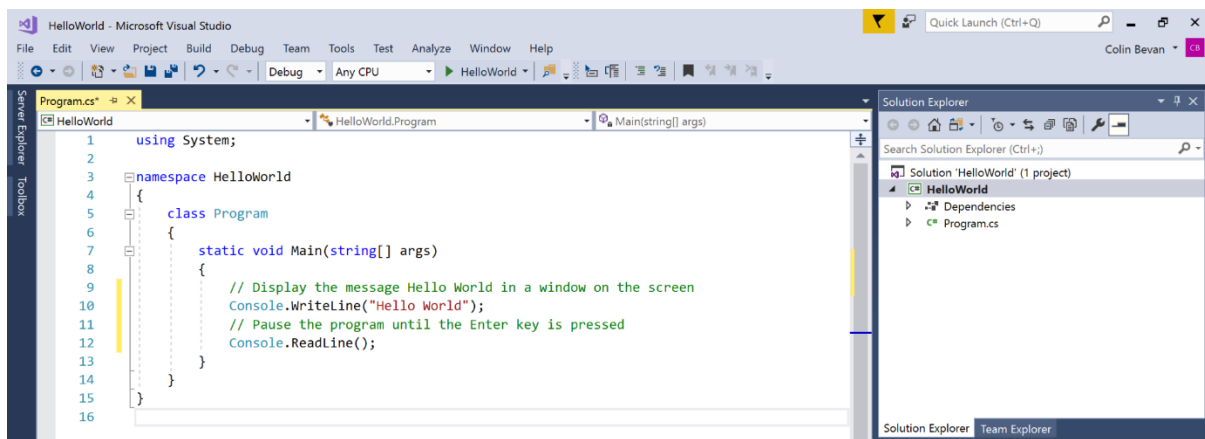 HelloWorld - Microsoft Visual Studio
Quick Launch (Ctrl+Q)
File Edit View Project Build Debug Team Tools Test Analyze Window Help
Colin Bevan CB
Debug Any CPU HelloWorld
Server Explorer
Toolbox
Program.cs*
HelloWorld HelloWorld.Program Main(string[] args)
1 using System;
2
3 namespace HelloWorld
4 {
5 class Program
6 {
7 static void Main(string[] args)
8 {
9 // Display the message Hello World in a window on the screen
10 Console.WriteLine("Hello World");
11 // Pause the program until the Enter key is pressed
12 Console.ReadLine();
13 }
14 }
15 }
16
Solution Explorer
Search Solution Explorer (Ctrl+;)
Solution 'HelloWorld' (1 project)
C# HelloWorld
Dependencies
C# Program.cs
Solution Explorer Team Explorer